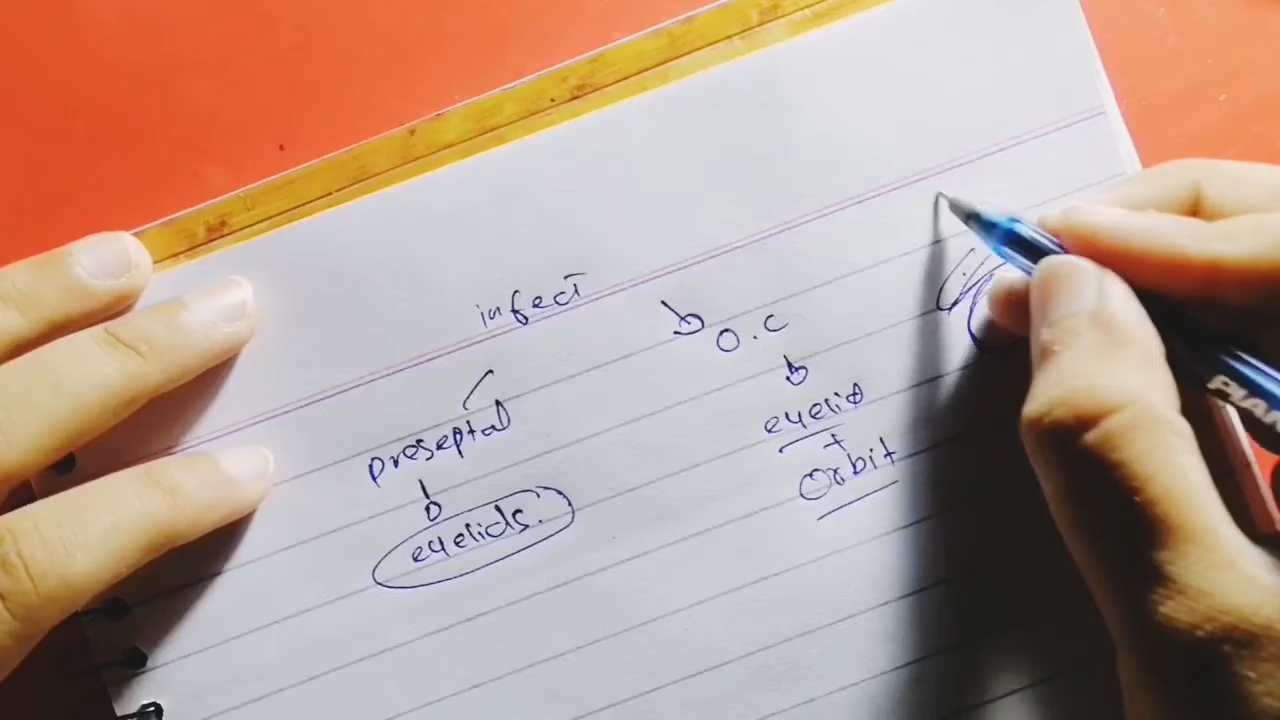 infect
O.C
preseptal
eyelid
+
Orbit
eyelids.